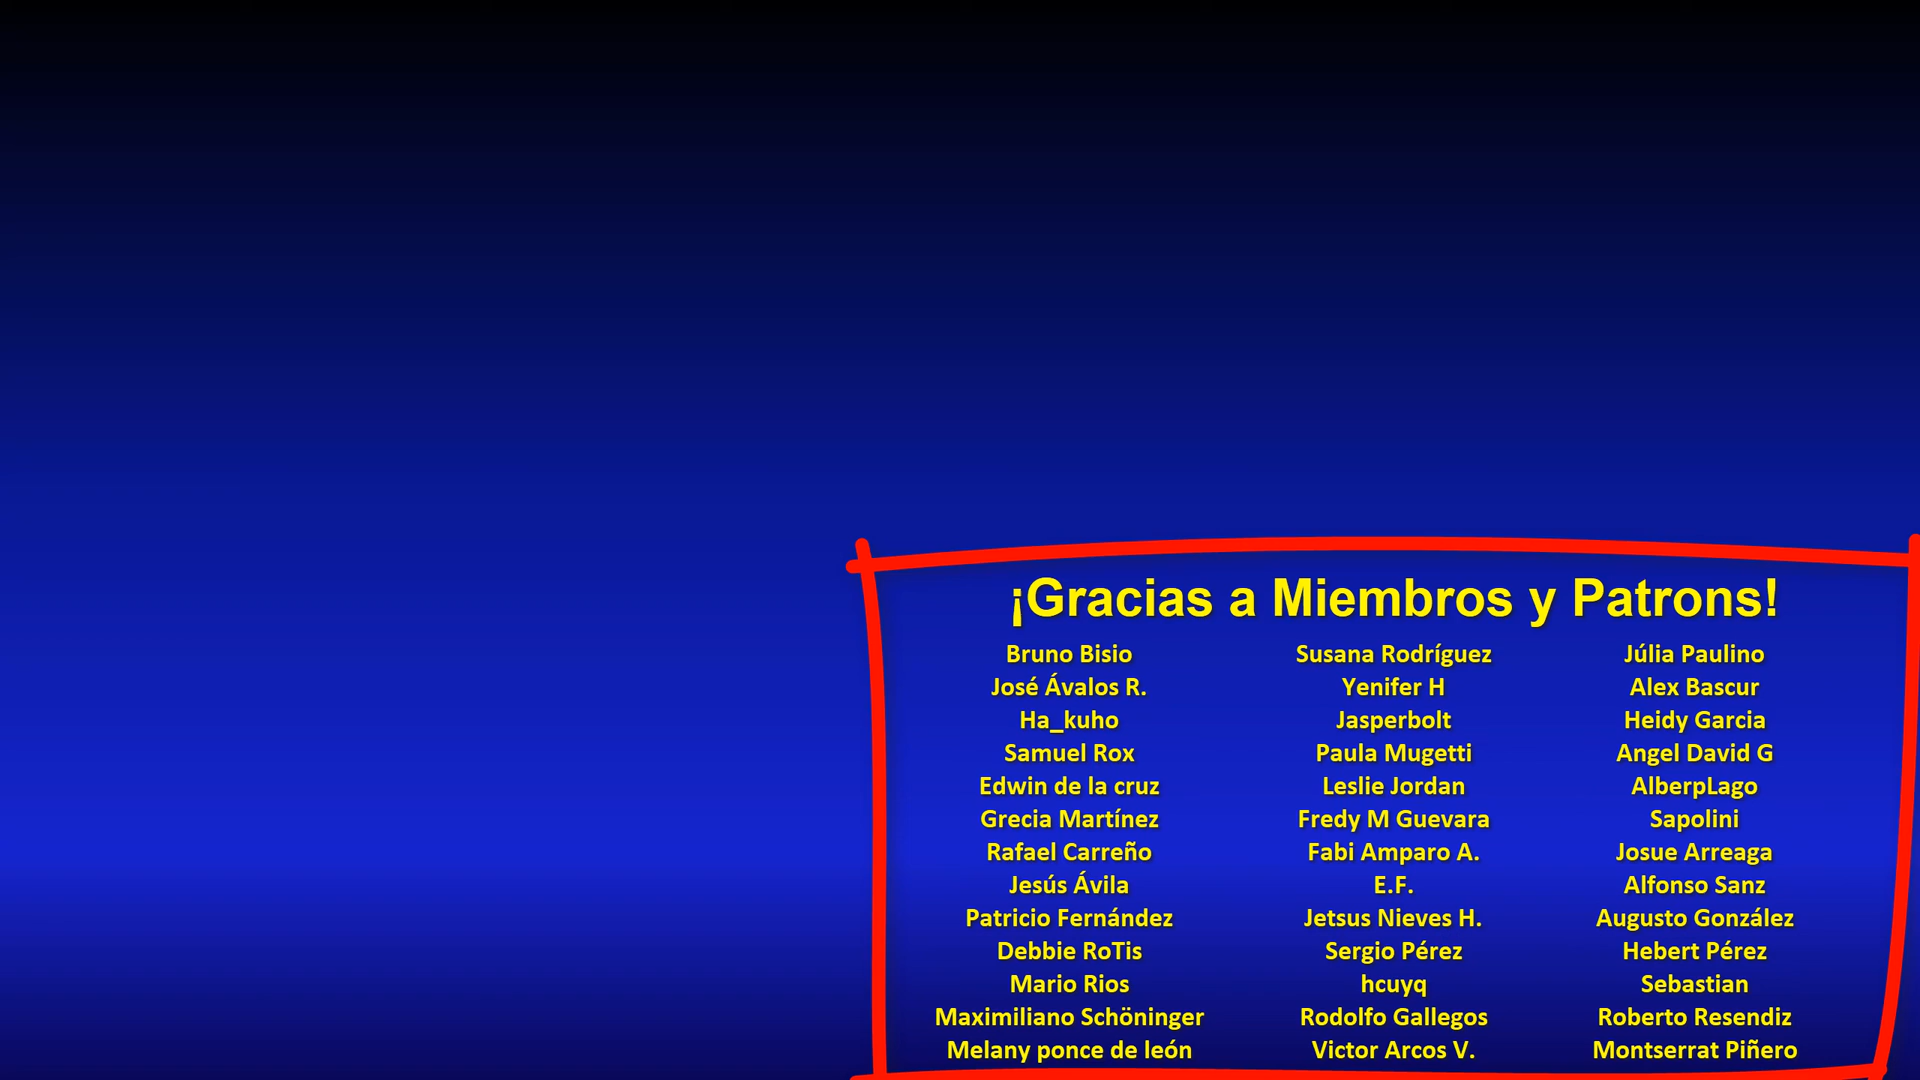 ¡Gracias a Miembros y Patrons!
Bruno Bisio
José Ávalos R.
Ha_kuho
Samuel Rox
Edwin de la cruz
Grecia Martínez
Rafael Carreño
Jesús Ávila
Patricio Fernández
Debbie RoTis
Mario Rios
Maximiliano Schöninger
Melany ponce de león
Susana Rodríguez
Yenifer H
Jasperbolt
Paula Mugetti
Leslie Jordan
Fredy M Guevara
Fabi Amparo A.
E.F.
Jetsus Nieves H.
Sergio Pérez
hcuyq
Rodolfo Gallegos
Victor Arcos V.
Júlia Paulino
Alex Bascur
Heidy Garcia
Angel David G
AlberpLago
Sapolini
Josue Arreaga
Alfonso Sanz
Augusto González
Hebert Pérez
Sebastian
Roberto Resendiz
Montserrat Piñero